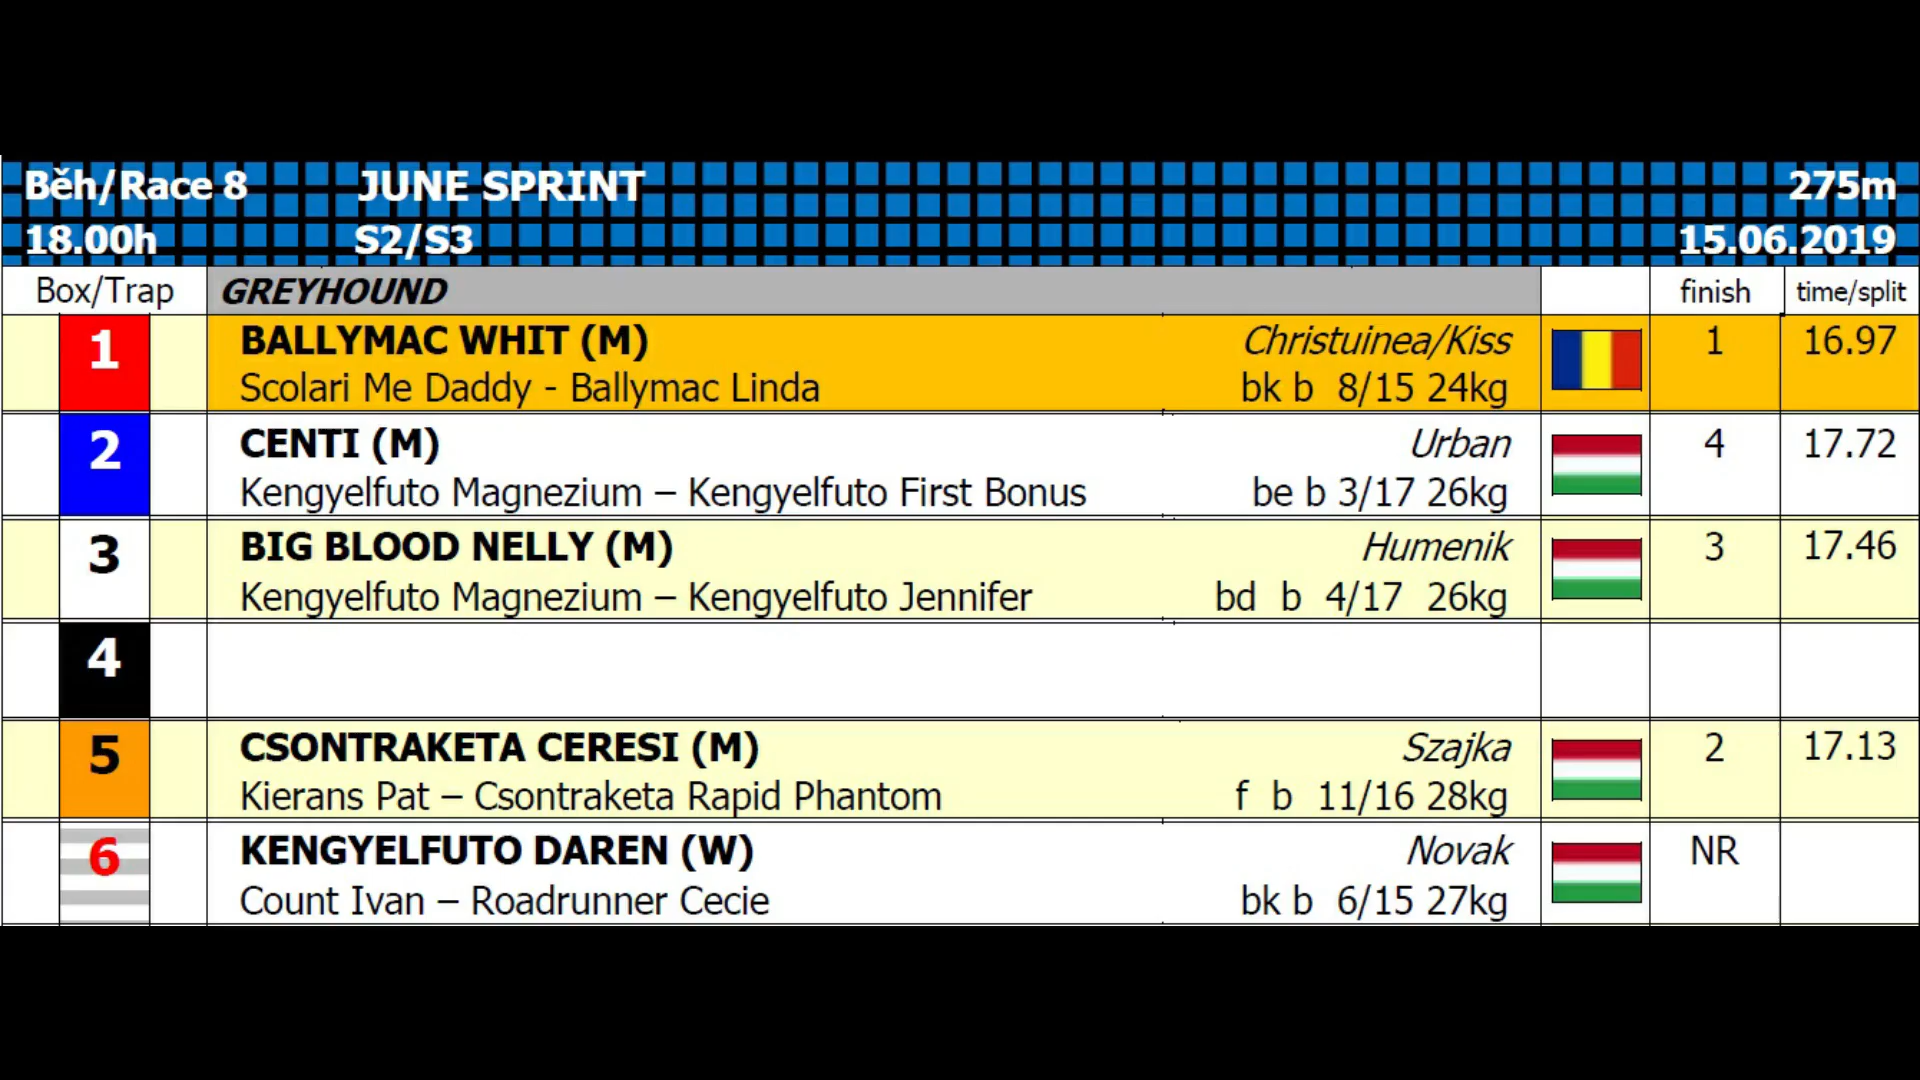 Běh/Race 8 JUNE SPRINT 275m
18.00h S2/S3 15.06.2019
Box/Trap GREYHOUND finish time/split
1 BALLYMAC WHIT (M) Christuinea/Kiss 1 16.97
Scolari Me Daddy - Ballymac Linda bk b 8/15 24kg
2 CENTI (M) Urban 4 17.72
Kengyelfuto Magnezium – Kengyelfuto First Bonus be b 3/17 26kg
3 BIG BLOOD NELLY (M) Humenik 3 17.46
Kengyelfuto Magnezium – Kengyelfuto Jennifer bd b 4/17 26kg
4
5 CSONTRAKETA CERESI (M) Szajka 2 17.13
Kierans Pat – Csontraketa Rapid Phantom f b 11/16 28kg
6 KENGYELFUTO DAREN (W) Novak NR
Count Ivan – Roadrunner Cecie bk b 6/15 27kg